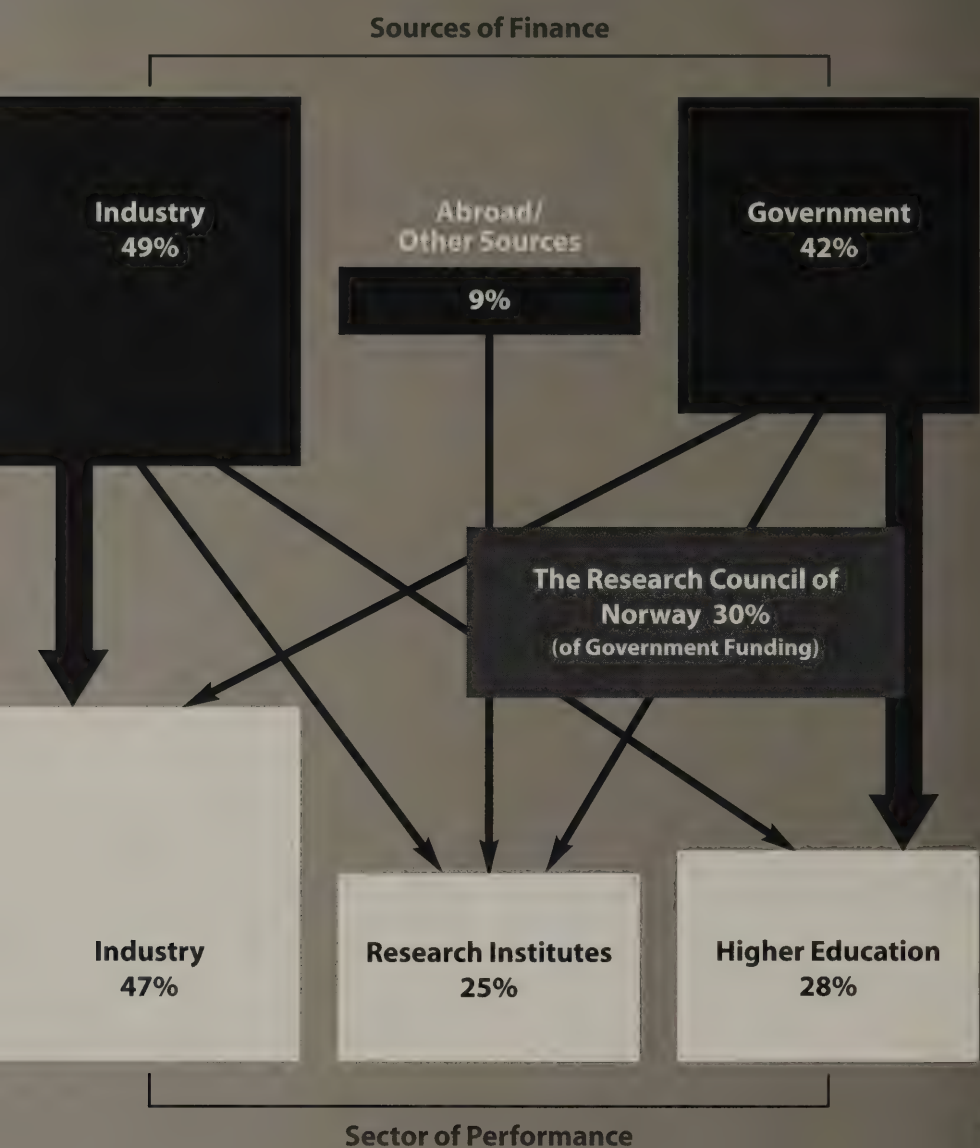 Sources of Finance
Industry
49%
Abroad/
Other Sources
9%
Government
42%
The Research Council of
Norway 30%
(of Government Funding)
Industry
47%
Research Institutes
25%
Higher Education
28%
Sector of Performance